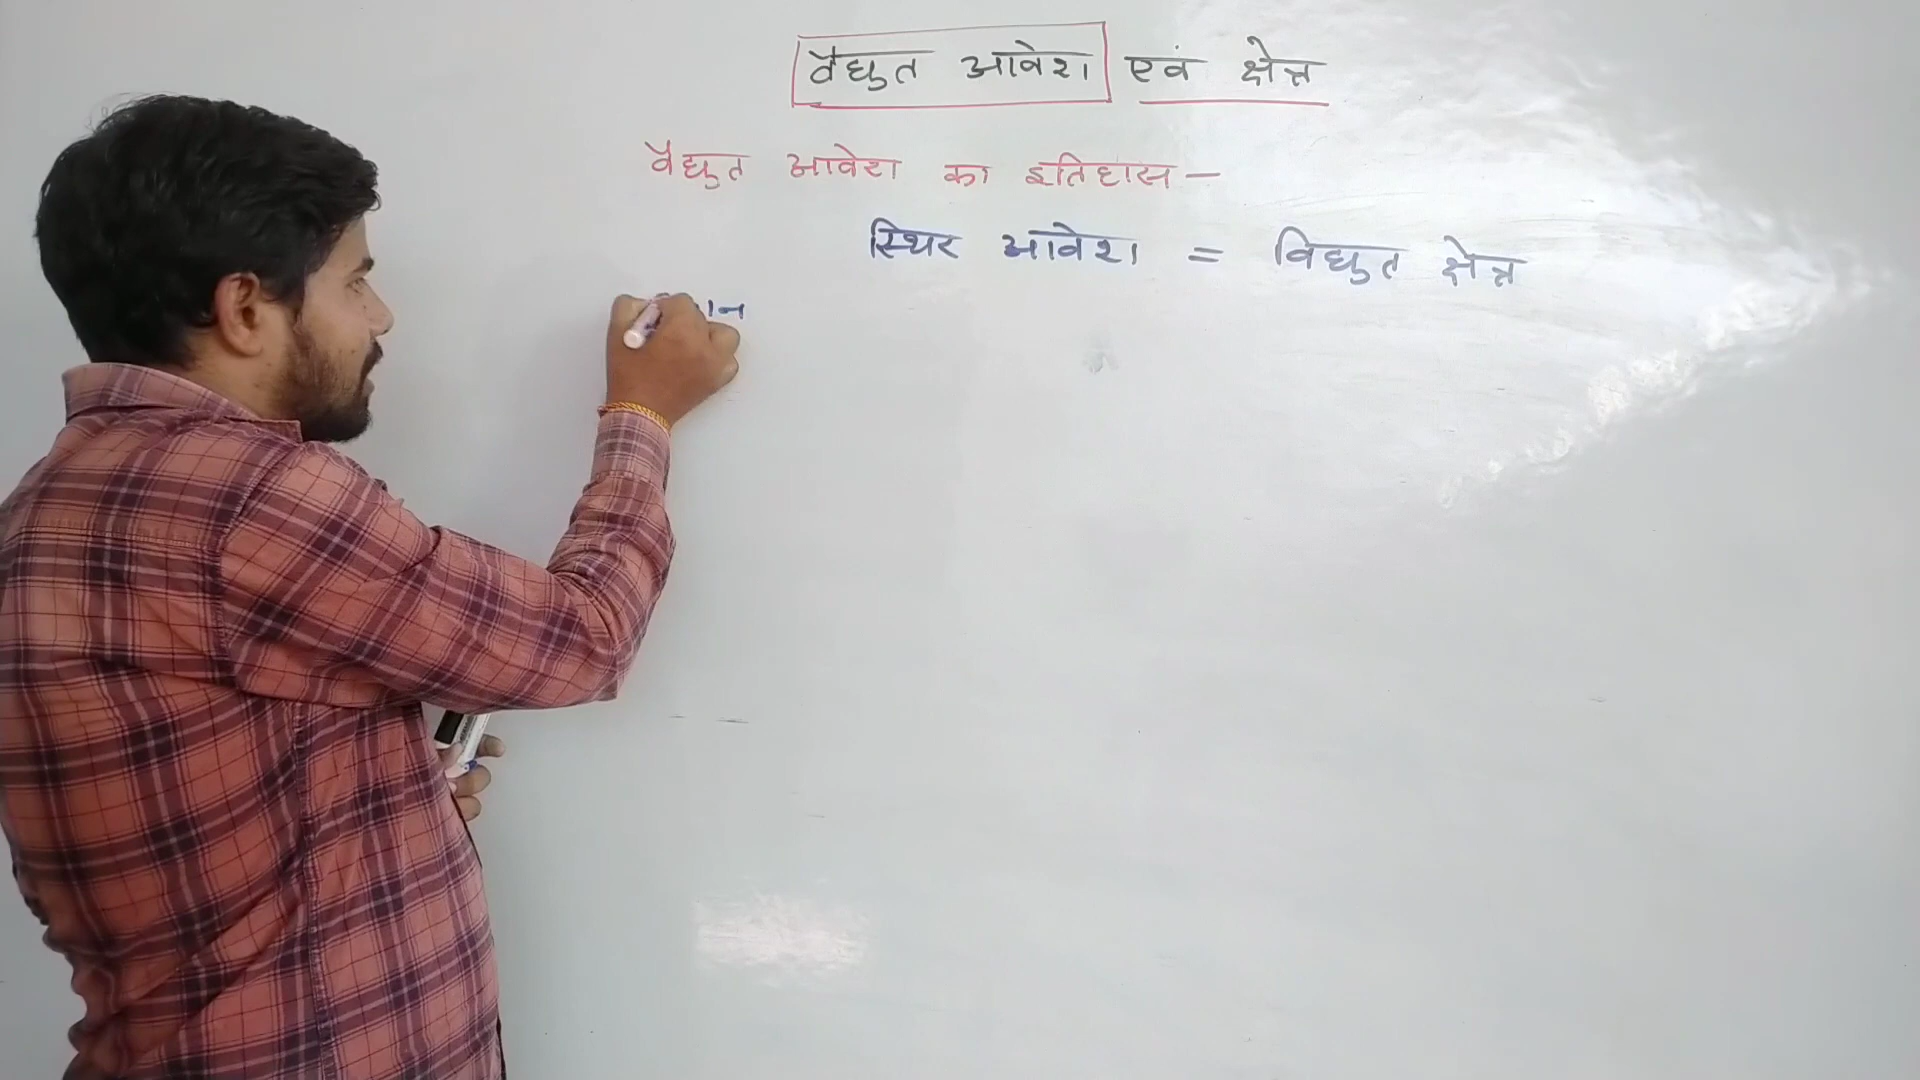 वैद्युत आवेश एवं क्षेत्र
वैद्युत आवेश का इतिहास —
स्थिर आवेश = विद्युत क्षेत्र